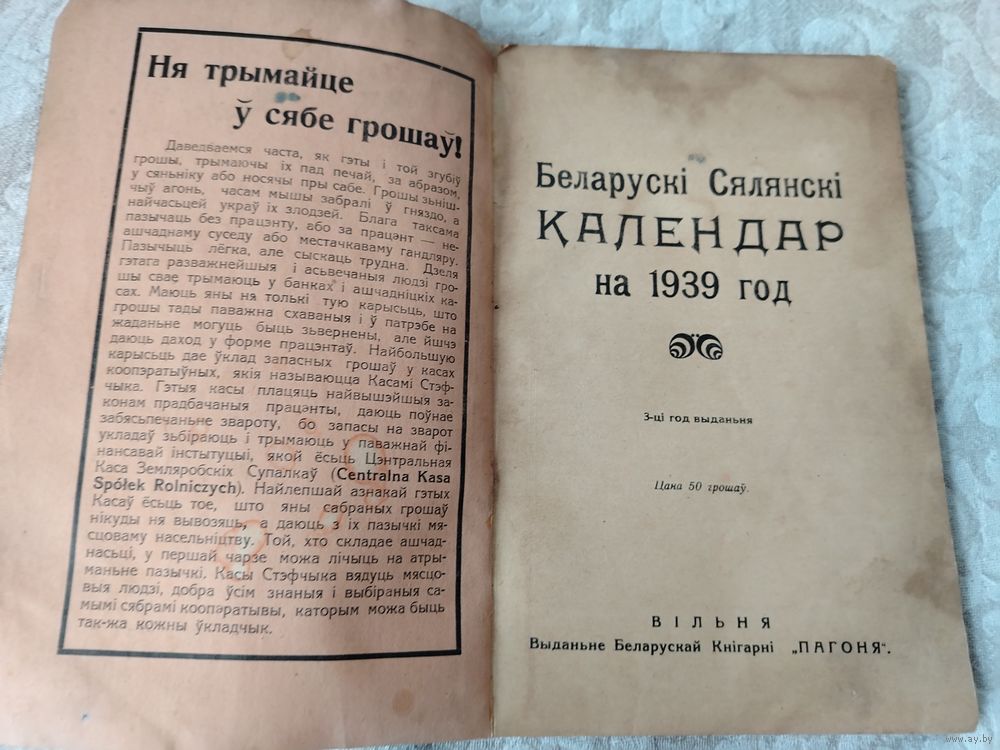 Ня трымайце
ў сябе грошаў!
Даведваемся часта, як гэты і той згубіў
грошы, трымаючы іх пад печай, за абразом,
у сяньніку або носячы пры сабе. Грошы зьніш-
чыў агонь, часам мышы забралі ў гняздо, а
найчасьцей украў іх злодзей. Блага таксама
пазычаць без працэнту, або за працэнт — не-
ашчаднаму суседу або местачкаваму гандляру.
Пазычыць лёгка, але сыскаць трудна. Дзеля
гэтага разважнейшыя і асьвечаныя людзі гро-
шы свае трымаюць у банках і ашчадніцкіх ка-
сах. Маюць яны ня толькі тую карысьць, што
грошы тады паважна схаваныя і ў патрэбе на
жаданьне могуць быць зьвернены, але йшчэ
даюць даход у форме працэнтаў. Найбольшую
карысьць дае ўклад запасных грошаў у касах
коопэратыўных, якія называюцца Касамі Стэф-
чыка. Гэтыя касы плацяць найвышэйшыя за-
конам прадбачаныя працэнты, даюць поўнае
забясьпечаньне звароту, бо запасы на зварот
укладаў зьбіраюць і трымаюць у паважнай фі-
нансавай інстытуцыі, якой ёсьць Цэнтральная
Каса Земляробскіх Супалкаў (Centralna Kasa
Spółek Rolniczych). Найлепшай азнакай гэтых
Касаў ёсьць тое, што яны сабраных грошаў
нікуды ня вывозяць, а даюць з іх пазычкі мя-
сцоваму насельніцтву. Той, хто складае ашчад-
насьці, у першай чарзе можа лічыць на атры-
маньне пазычкі. Касы Стэфчыка вядуць мясцо-
выя людзі, добра ўсім знаныя і выбіраныя са-
мымі сябрамі коопэратывы, каторым можа быць
так-жа кожны ўкладчык.
Беларускі Сялянскі
КАЛЕНДАР
на 1939 год
3-ці год выданьня
Цана 50 грошаў.
ВІЛЬНЯ
Выданьне Беларускай Кнігарні „ПАГОНЯ".
www.ay.by